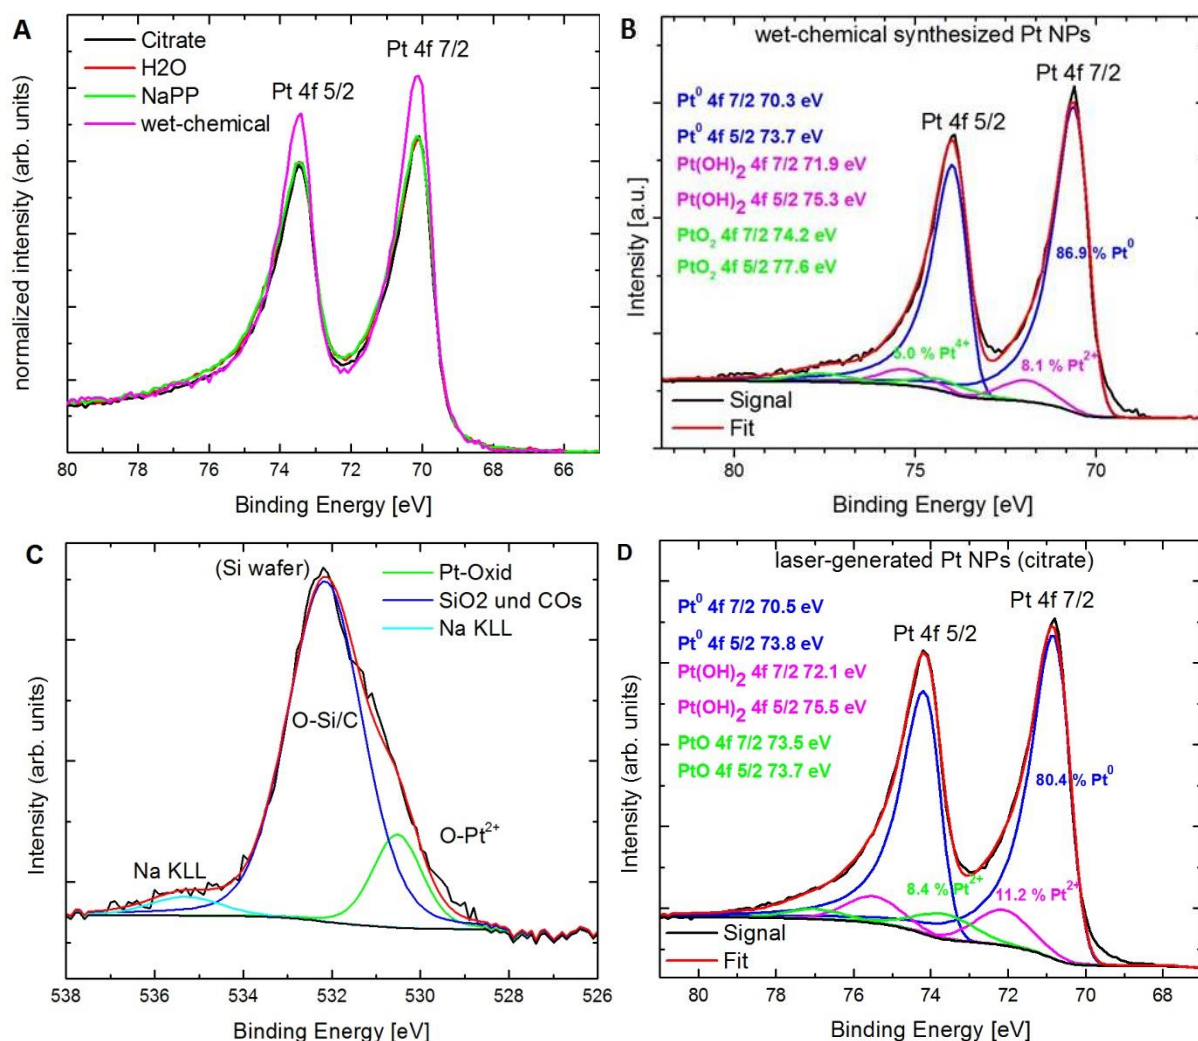 A
Citrate
H2O
NaPP
wet-chemical
Pt 4f 5/2
Pt 4f 7/2
normalized intensity (arb. units)
80 78 76 74 72 70 68 66
Binding Energy [eV]
B
wet-chemical synthesized Pt NPs
Pt 4f 7/2
Pt 4f 5/2
Pt⁰ 4f 7/2 70.3 eV
Pt⁰ 4f 5/2 73.7 eV
Pt(OH)₂ 4f 7/2 71.9 eV
Pt(OH)₂ 4f 5/2 75.3 eV
PtO₂ 4f 7/2 74.2 eV
PtO₂ 4f 5/2 77.6 eV
86.9 % Pt⁰
5.0 % Pt⁴⁺
8.1 % Pt²⁺
Signal
Fit
Intensity [a.u.]
80 75 70
Binding Energy [eV]
C
(Si wafer)
Pt-Oxid
SiO2 und COs
Na KLL
O-Si/C
O-Pt²⁺
Na KLL
Intensity (arb. units)
538 536 534 532 530 528 526
Binding Energy [eV]
D
laser-generated Pt NPs (citrate)
Pt 4f 7/2
Pt 4f 5/2
Pt⁰ 4f 7/2 70.5 eV
Pt⁰ 4f 5/2 73.8 eV
Pt(OH)₂ 4f 7/2 72.1 eV
Pt(OH)₂ 4f 5/2 75.5 eV
PtO 4f 7/2 73.5 eV
PtO 4f 5/2 73.7 eV
80.4 % Pt⁰
8.4 % Pt²⁺
11.2 % Pt²⁺
Signal
Fit
Intensity (arb. units)
80 78 76 74 72 70 68
Binding Energy [eV]